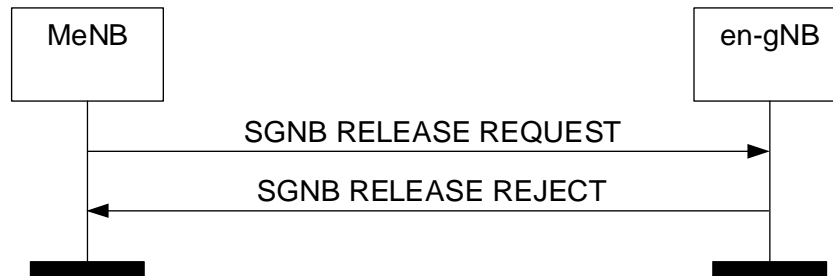 MeNB
en-gNB
SGNB RELEASE REQUEST
SGNB RELEASE REJECT